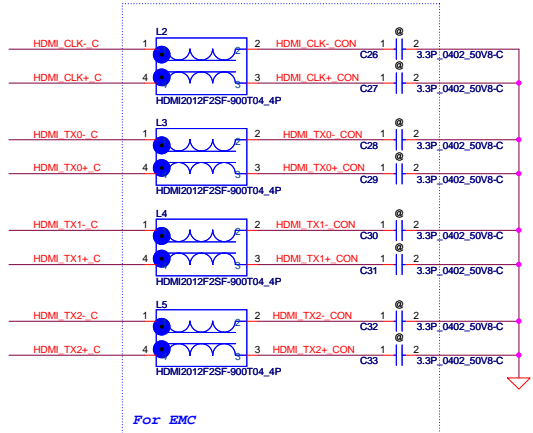 L2
HDMI_CLK-_C 1 2 HDMI_CLK-_CON 1 @ 2
C26 3.3P_0402_50V8-C
HDMI_CLK+_C 4 3 HDMI_CLK+_CON 1 @ 2
C27 3.3P_0402_50V8-C
HDMI2012F2SF-900T04_4P
L3
HDMI_TX0-_C 1 2 HDMI_TX0-_CON 1 @ 2
C28 3.3P_0402_50V8-C
HDMI_TX0+_C 4 3 HDMI_TX0+_CON 1 @ 2
C29 3.3P_0402_50V8-C
HDMI2012F2SF-900T04_4P
L4
HDMI_TX1-_C 1 2 HDMI_TX1-_CON 1 @ 2
C30 3.3P_0402_50V8-C
HDMI_TX1+_C 4 3 HDMI_TX1+_CON 1 @ 2
C31 3.3P_0402_50V8-C
HDMI2012F2SF-900T04_4P
L5
HDMI_TX2-_C 1 2 HDMI_TX2-_CON 1 @ 2
C32 3.3P_0402_50V8-C
HDMI_TX2+_C 4 3 HDMI_TX2+_CON 1 @ 2
C33 3.3P_0402_50V8-C
HDMI2012F2SF-900T04_4P
For EMC